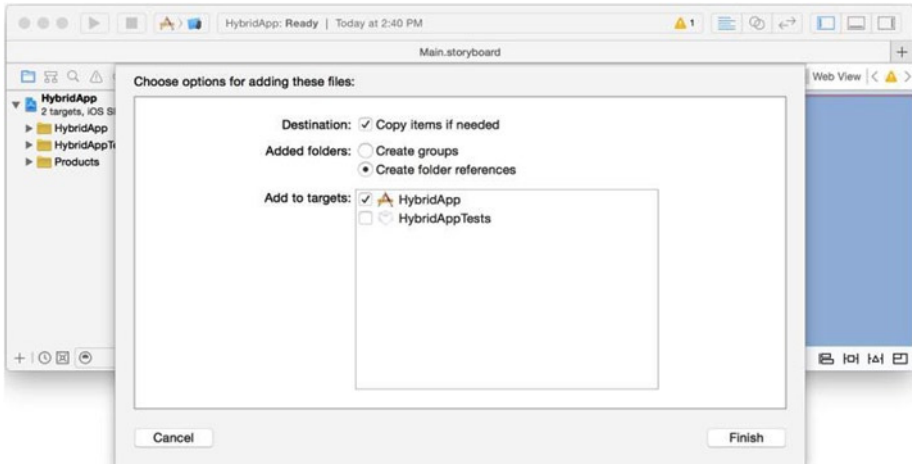 HybridApp: Ready | Today at 2:40 PM
1
Main.storyboard
+
Web View
HybridApp
2 targets, iOS S
HybridApp
HybridAppT
Products
Choose options for adding these files:
Destination: Copy items if needed
Added folders: Create groups
Create folder references
Add to targets: HybridApp
HybridAppTests
Cancel
Finish